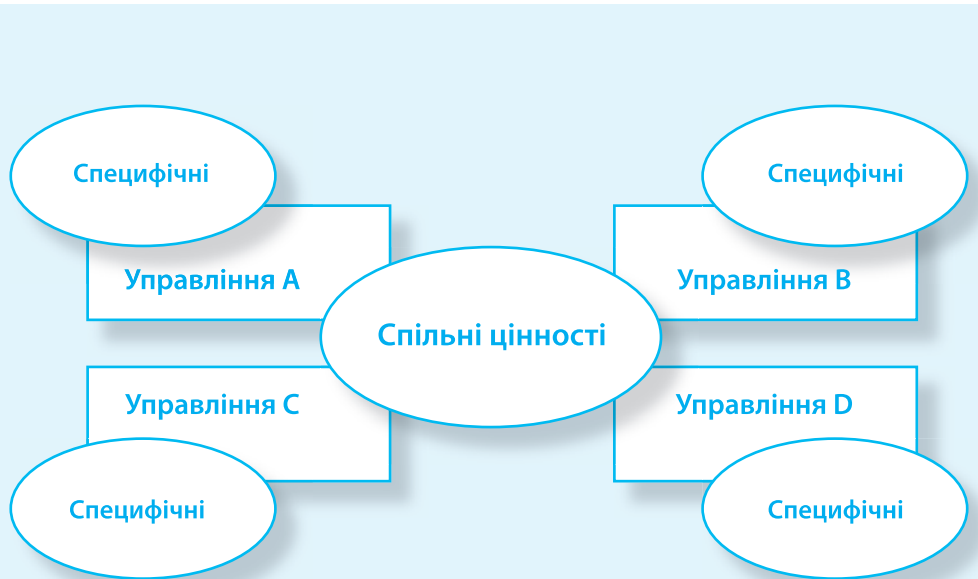 Специфічні
Специфічні
Управління A
Управління B
Спільні цінності
Управління C
Управління D
Специфічні
Специфічні